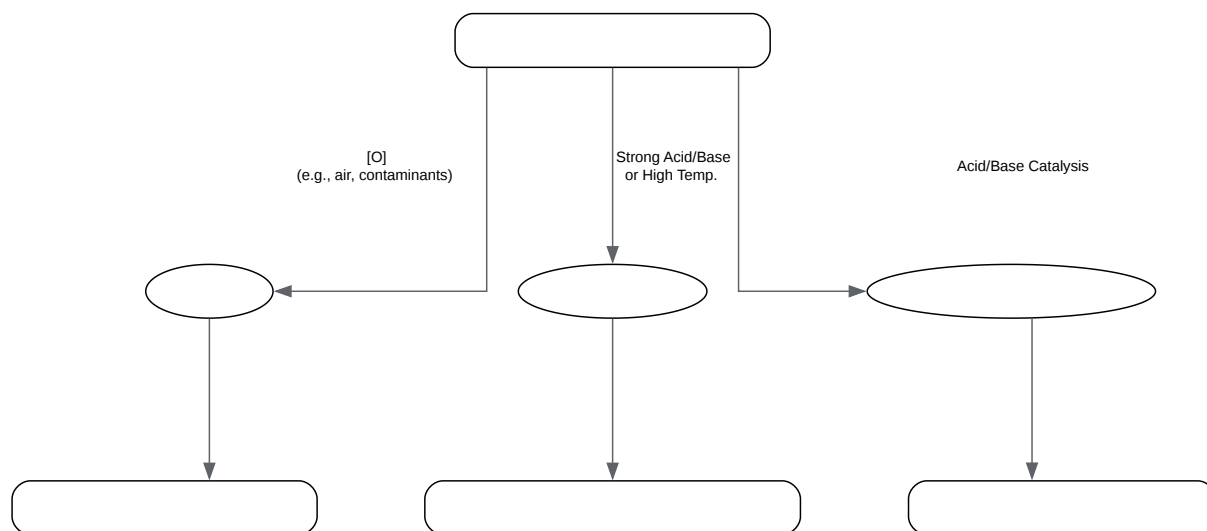 [O]
(e.g., air, contaminants)
Strong Acid/Base
or High Temp.
Acid/Base Catalysis